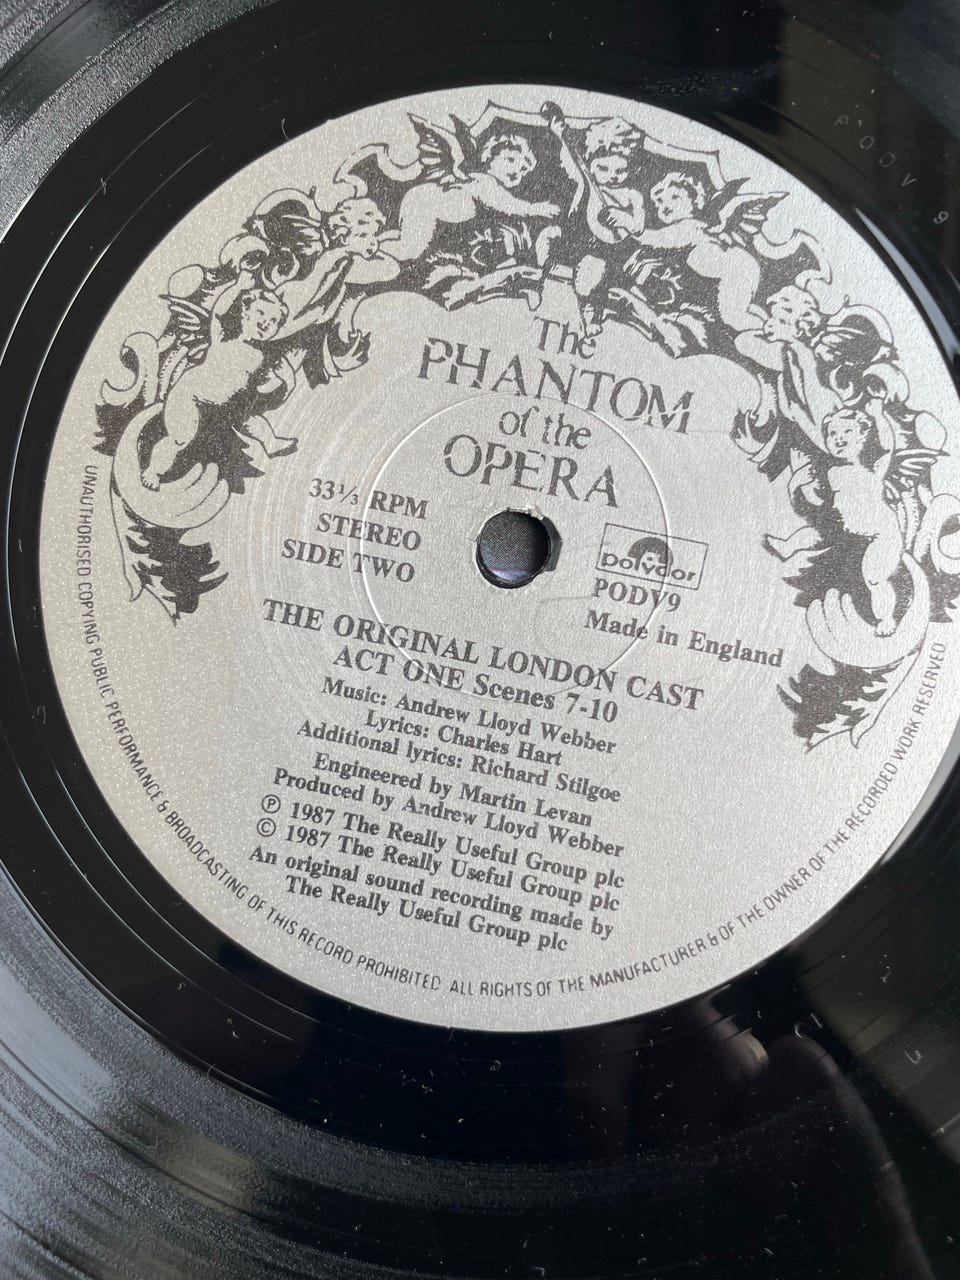 The
PHANTOM
of the
OPERA
33 1/3 RPM
STEREO
SIDE TWO
polydor
PODV9
Made in England
THE ORIGINAL LONDON CAST
ACT ONE Scenes 7-10
Music: Andrew Lloyd Webber
Lyrics: Charles Hart
Additional lyrics: Richard Stilgoe
Engineered by Martin Levan
Produced by Andrew Lloyd Webber
Ⓟ 1987 The Really Useful Group plc
© 1987 The Really Useful Group plc
An original sound recording made by
The Really Useful Group plc
UNAUTHORISED COPYING PUBLIC PERFORMANCE & BROADCASTING OF THIS RECORD PROHIBITED ALL RIGHTS OF THE MANUFACTURER & OF THE OWNER OF THE RECORDED WORK RESERVED
PODV 9